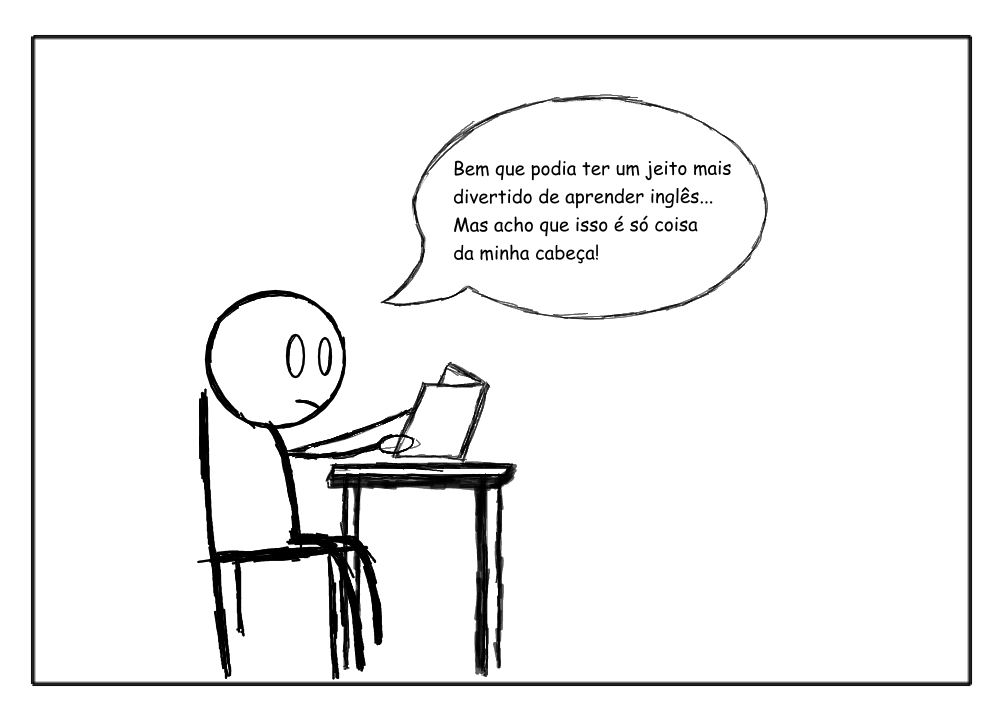 Bem que podia ter um jeito mais
divertido de aprender inglês...
Mas acho que isso é só coisa
da minha cabeça!